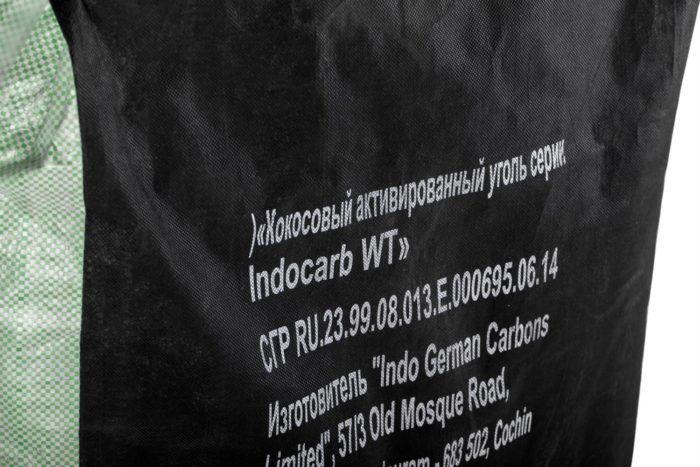 )«Хокосовый активированный уголь серии
Indocarb WT»
СГР RU.23.99.08.013.E.000695.06.14
Изготовитель "Indo German Carbons
Limited", 57/3 Old Mosque Road,
- 683 502, Cochin